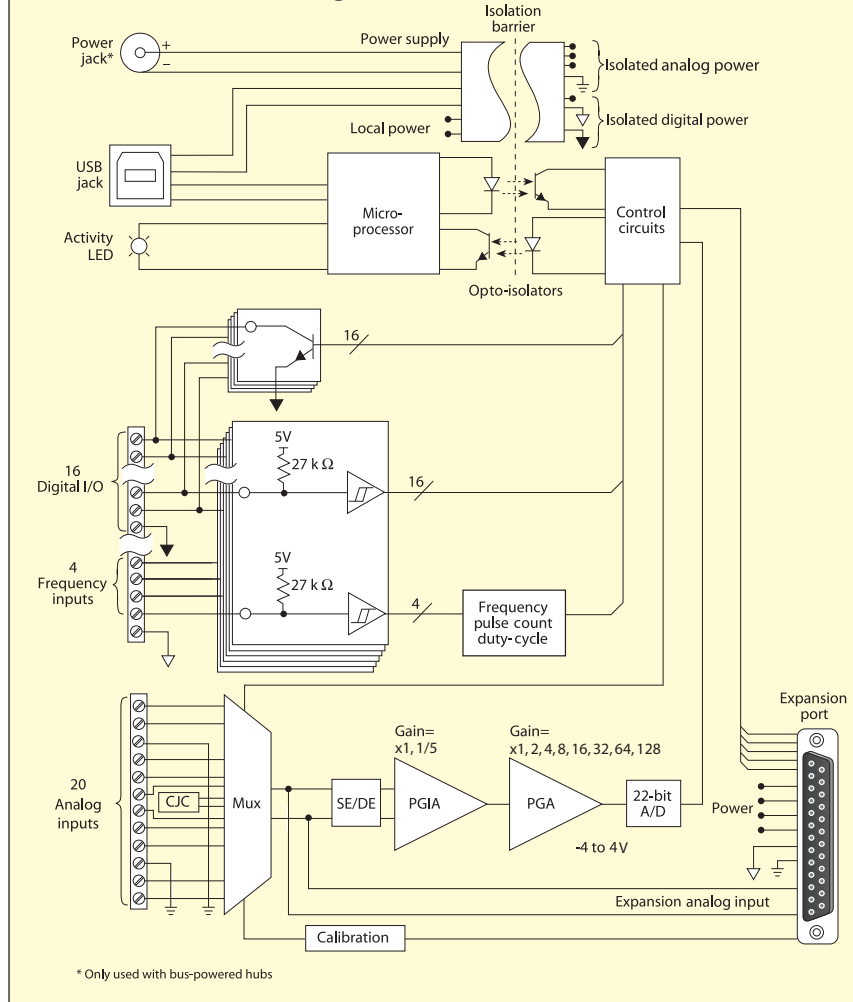 Isolation
barrier
Power
jack*
+
–
Power supply
Isolated analog power
Isolated digital power
Local power
USB
jack
Micro-
processor
Control
circuits
Activity
LED
Opto-isolators
16
5V
27 k Ω
16
16
Digital I/O
5V
27 k Ω
4
4
Frequency
inputs
Frequency
pulse count
duty-cycle
Expansion
port
Gain=
x1, 1/5
Gain=
x1, 2, 4, 8, 16, 32, 64, 128
20
Analog
inputs
CJC
Mux
SE/DE
PGIA
PGA
22-bit
A/D
Power
-4 to 4V
Expansion analog input
Calibration
* Only used with bus-powered hubs